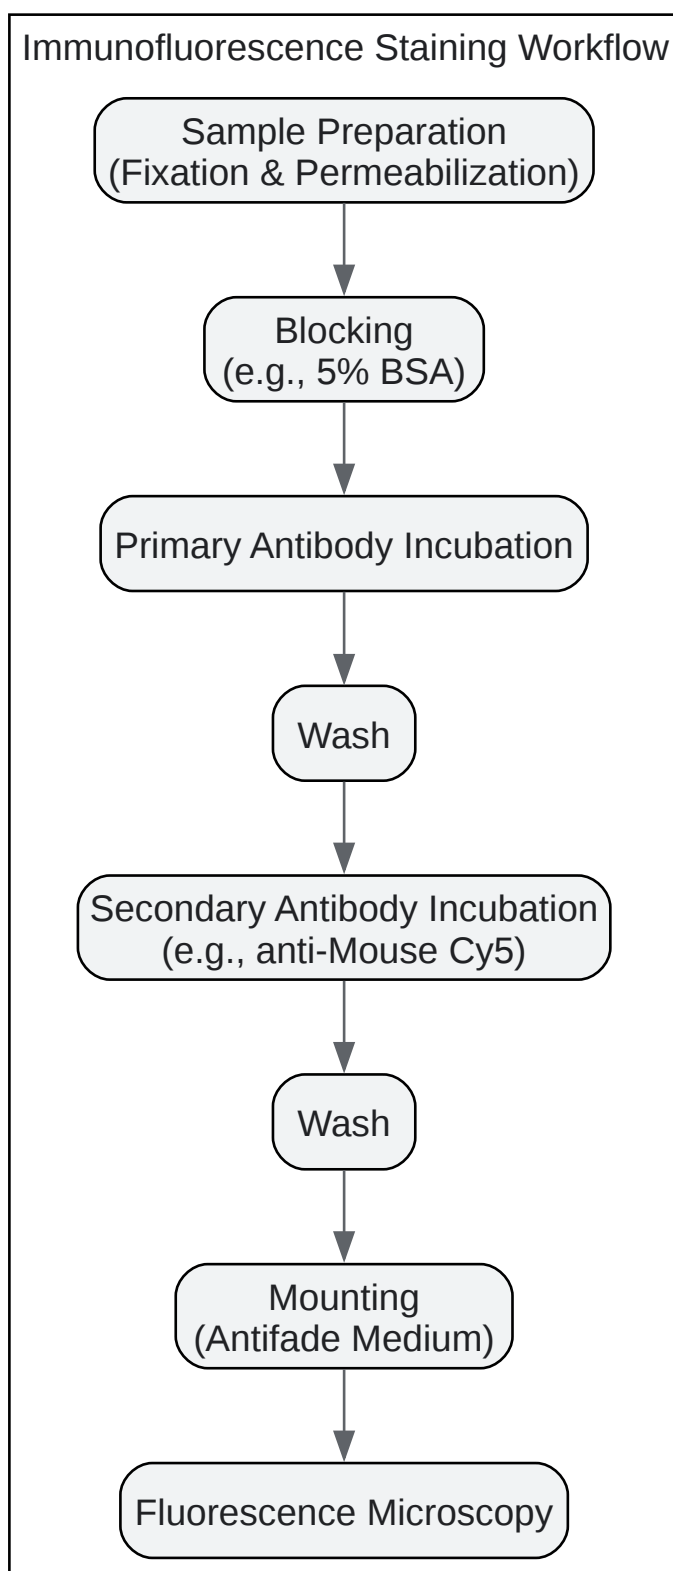 Immunofluorescence Staining Workflow
Sample Preparation
(Fixation & Permeabilization)
Blocking
(e.g., 5% BSA)
Primary Antibody Incubation
Wash
Secondary Antibody Incubation
(e.g., anti-Mouse Cy5)
Wash
Mounting
(Antifade Medium)
Fluorescence Microscopy